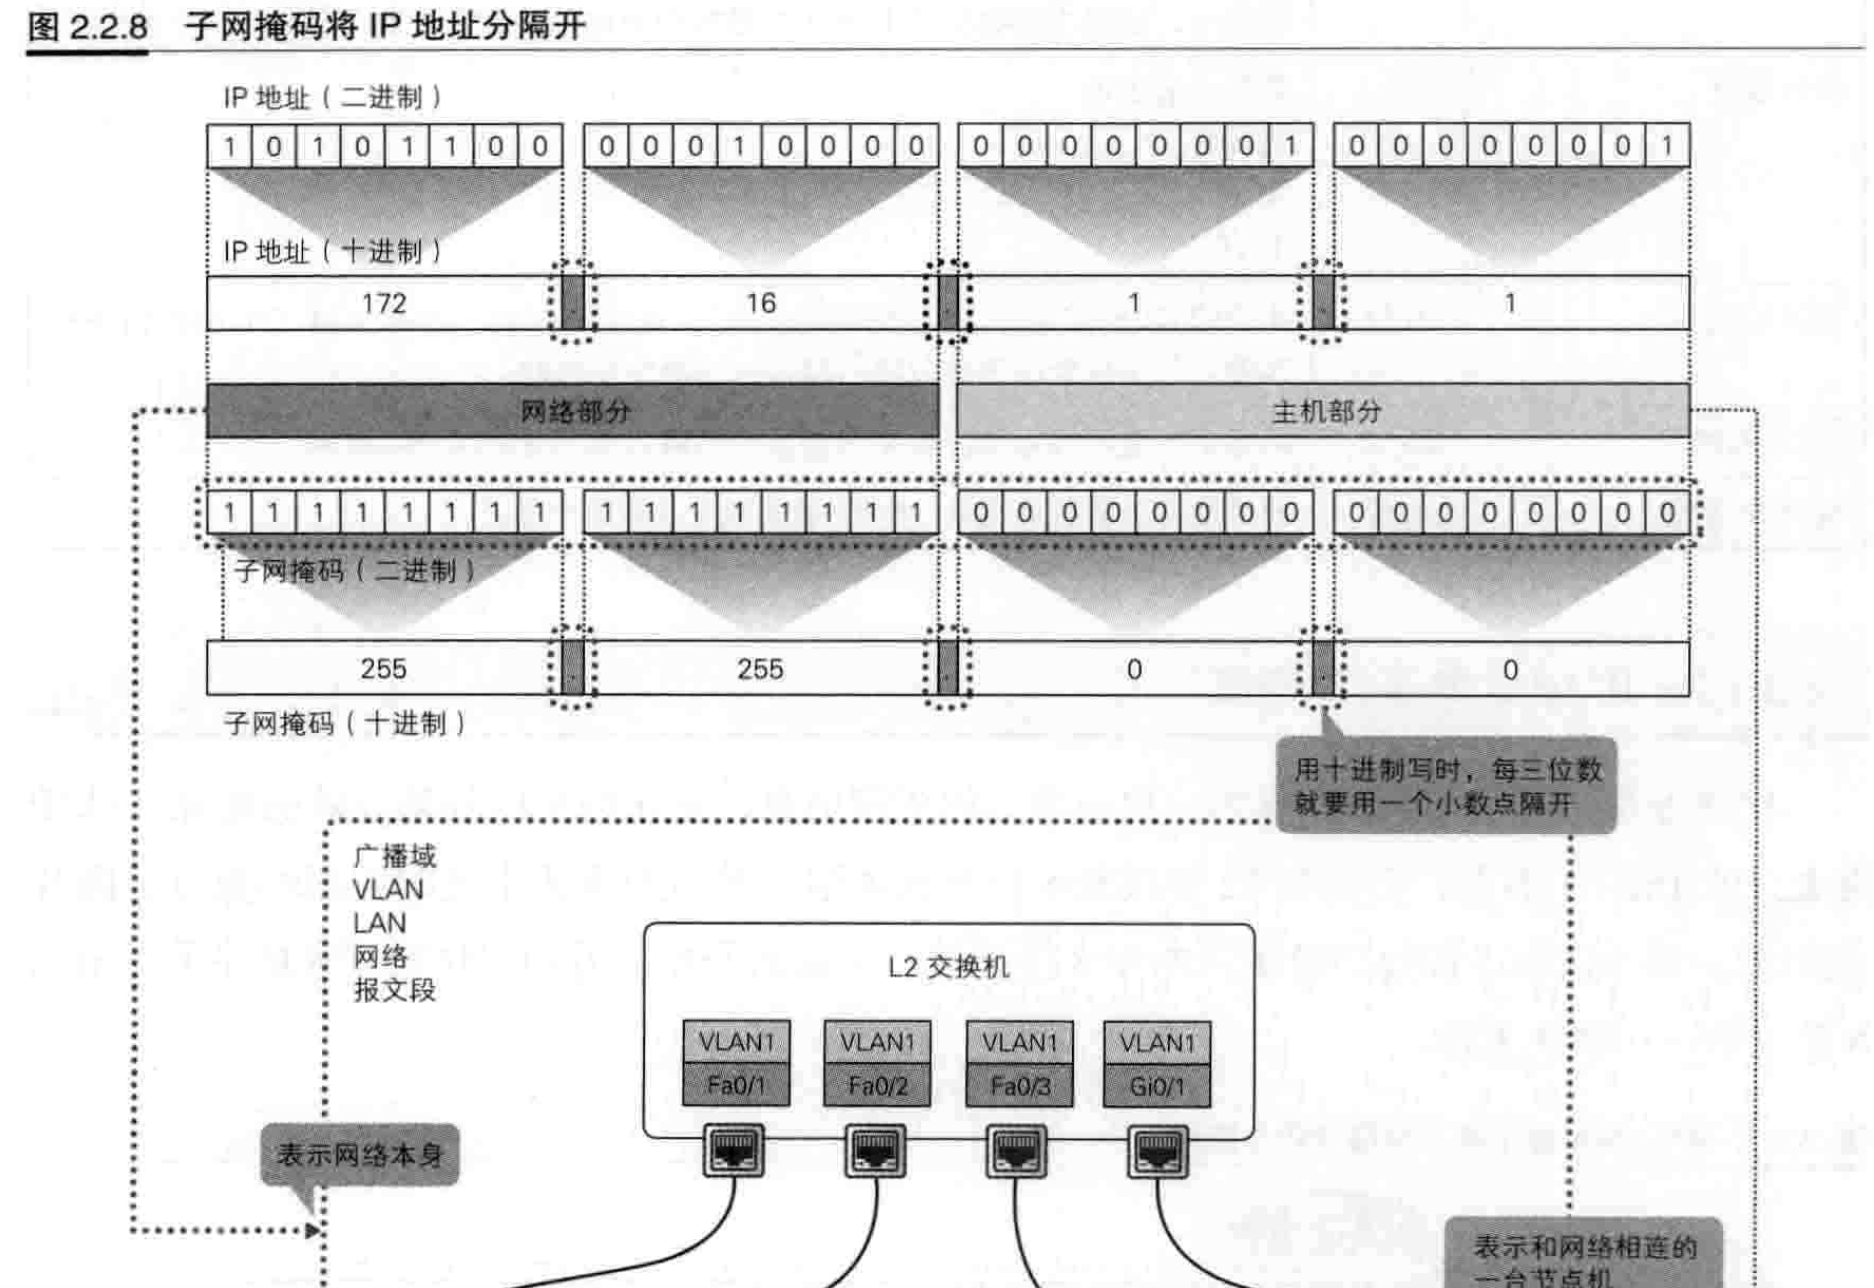 图 2.2.8 子网掩码将 IP 地址分隔开
IP 地址（二进制）
1 0 1 0 1 1 0 0 0 0 0 1 0 0 0 0 0 0 0 0 0 0 0 1 0 0 0 0 0 0 0 1
IP 地址（十进制）
172 . 16 . 1 . 1
网络部分 主机部分
1 1 1 1 1 1 1 1 1 1 1 1 1 1 1 1 0 0 0 0 0 0 0 0 0 0 0 0 0 0 0 0
子网掩码（二进制）
255 . 255 . 0 . 0
子网掩码（十进制）
用十进制写时，每三位数
就要用一个小数点隔开
广播域
VLAN
LAN
网络
报文段
L2 交换机
VLAN1 VLAN1 VLAN1 VLAN1
Fa0/1 Fa0/2 Fa0/3 Gi0/1
表示网络本身
表示和网络相连的
一台节点机